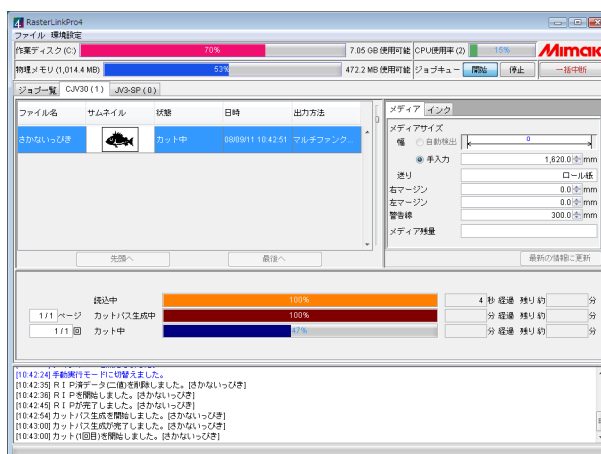 RasterLinkPro4
ファイル 環境設定
作業ディスク(C:) 70% 7.05 GB 使用可能 CPU使用率(2) 15% Mimaki
物理メモリ(1,014.4 MB) 53% 472.2 MB 使用可能 ジョブキュー 開始 停止 一括中断
ジョブ一覧 CJV30 ( 1 ) JV3-SP ( 0 )
メディア インク
ファイル名 サムネイル 状態 日時 出力方法
さかないっぴき カット中 08/09/11 10:42:51 マルチファンク...
メディアサイズ
幅 自動検出 0
手入力 1,620.0 mm
送り ロール紙
右マージン 0.0 mm
左マージン 0.0 mm
警告線 300.0 mm
メディア残量
先頭へ 最後へ 最新の情報に更新
読込中 100% 4 秒 経過 残り約 分
1/1 ページ カットパス生成中 100% 分 経過 残り約 分
1/1 回 カット中 47% 分 経過 残り約 分
[10:42:24] 手動実行モードに切替えました。
[10:42:35] RIP済データ(二値)を削除しました。[さかないっぴき]
[10:42:36] RIPを開始しました。[さかないっぴき]
[10:42:45] RIPが完了しました。[さかないっぴき]
[10:42:54] カットパス生成を開始しました。[さかないっぴき]
[10:43:00] カットパス生成が完了しました。[さかないっぴき]
[10:43:00] カット(1回目)を開始しました。[さかないっぴき]